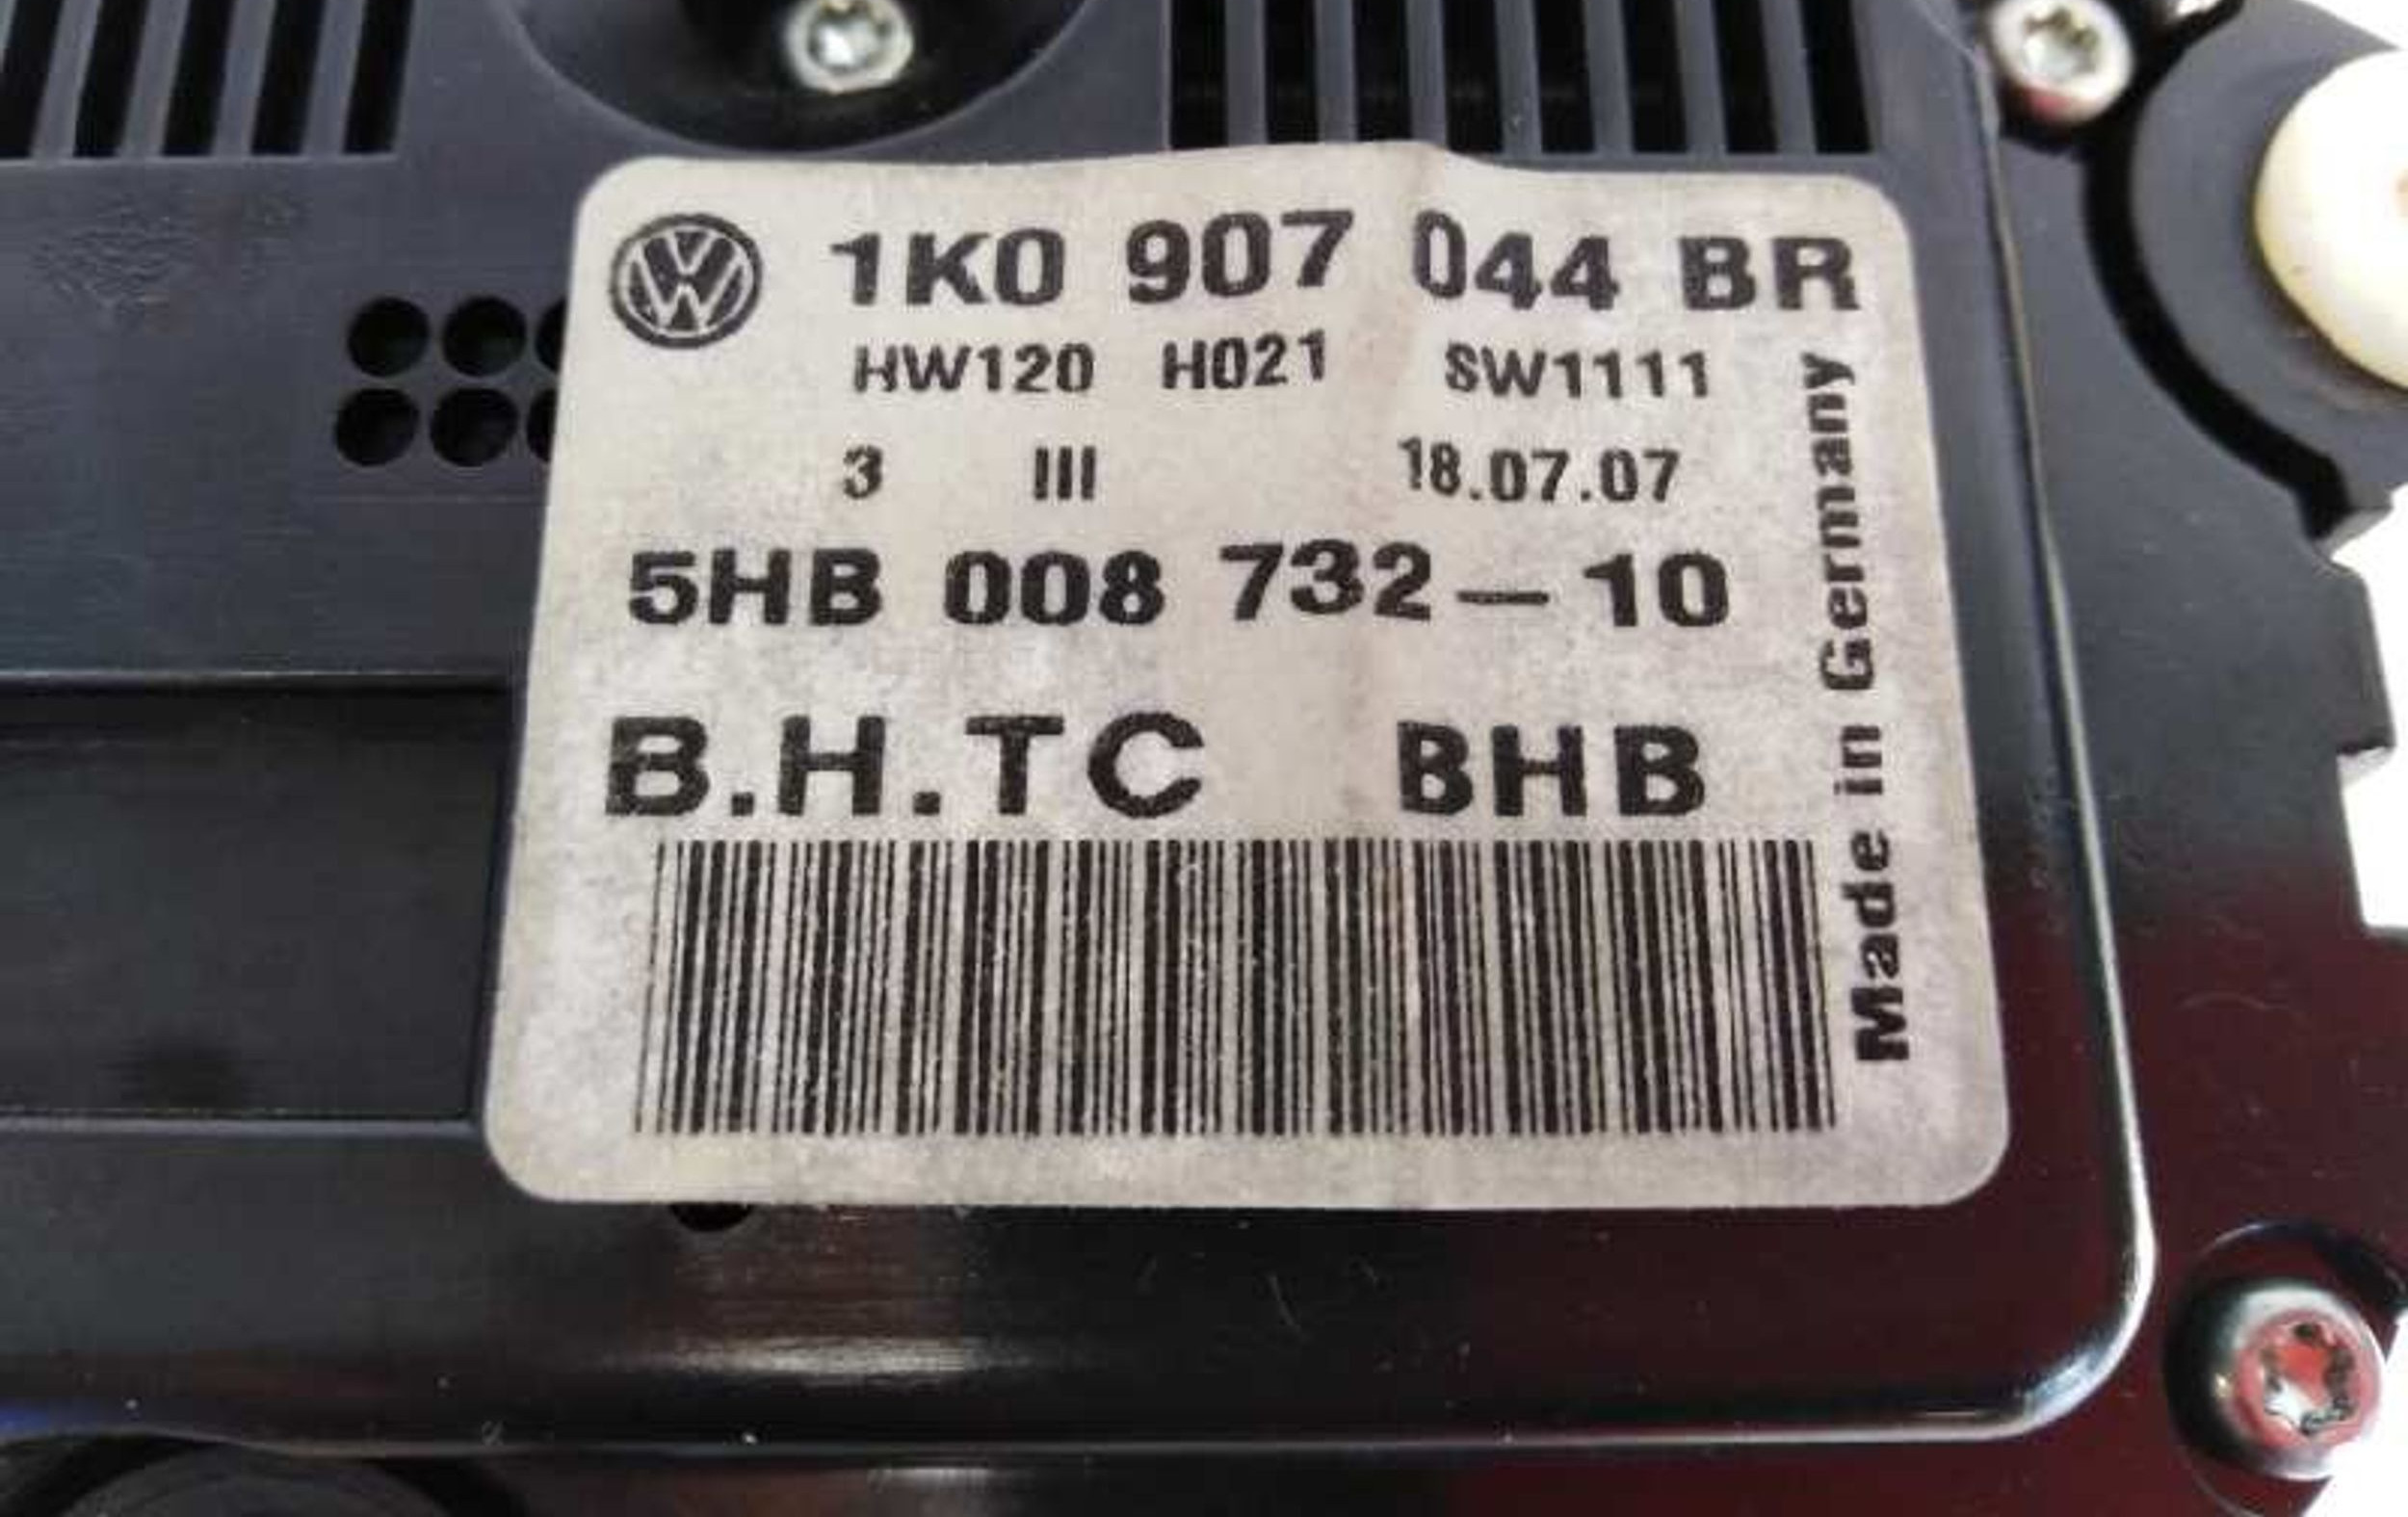 1K0 907 044 BR
HW120 H021 SW1111
3 III 18.07.07
5HB 008 732-10
B.H.TC BHB
Made in Germany